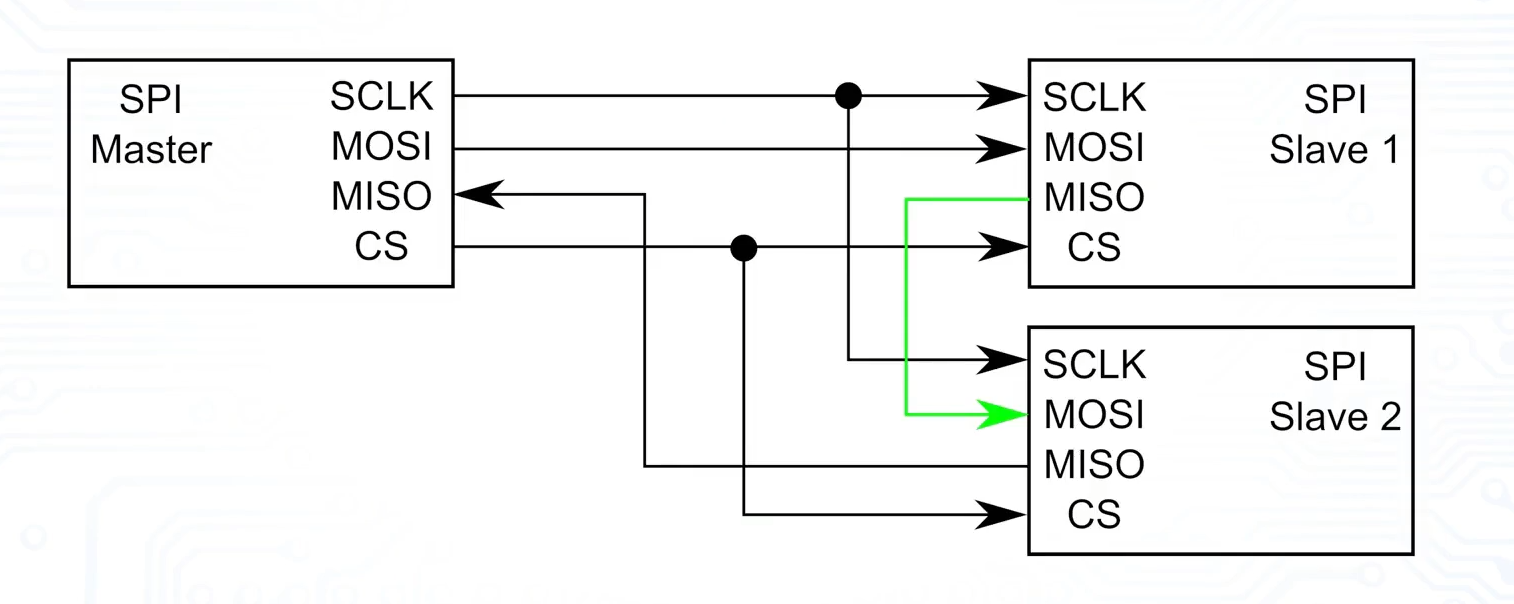 SPI
Master
SCLK
MOSI
MISO
CS
SCLK
MOSI
MISO
CS
SPI
Slave 1
SCLK
MOSI
MISO
CS
SPI
Slave 2